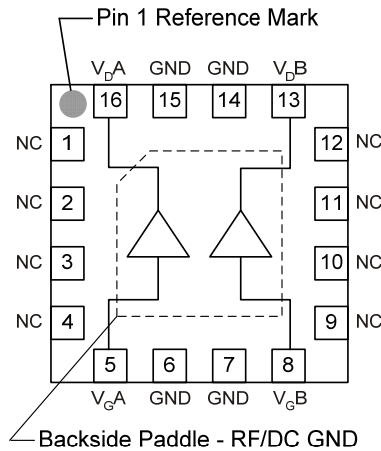 Pin 1 Reference Mark
VDA GND GND VDB
16 15 14 13
NC 1 12 NC
NC 2 11 NC
NC 3 10 NC
NC 4 9 NC
5 6 7 8
VGA GND GND VGB
Backside Paddle - RF/DC GND